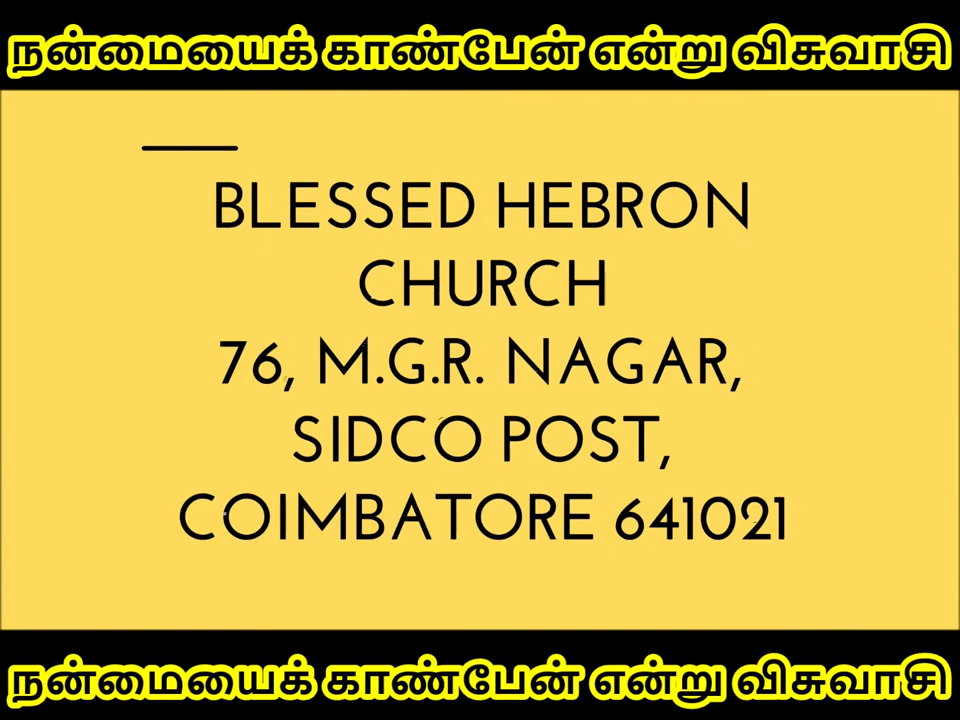 நன்மையைக் காண்பேன் என்று விசுவாசி
BLESSED HEBRON
CHURCH
76, M.G.R. NAGAR,
SIDCO POST,
COIMBATORE 641021
நன்மையைக் காண்பேன் என்று விசுவாசி